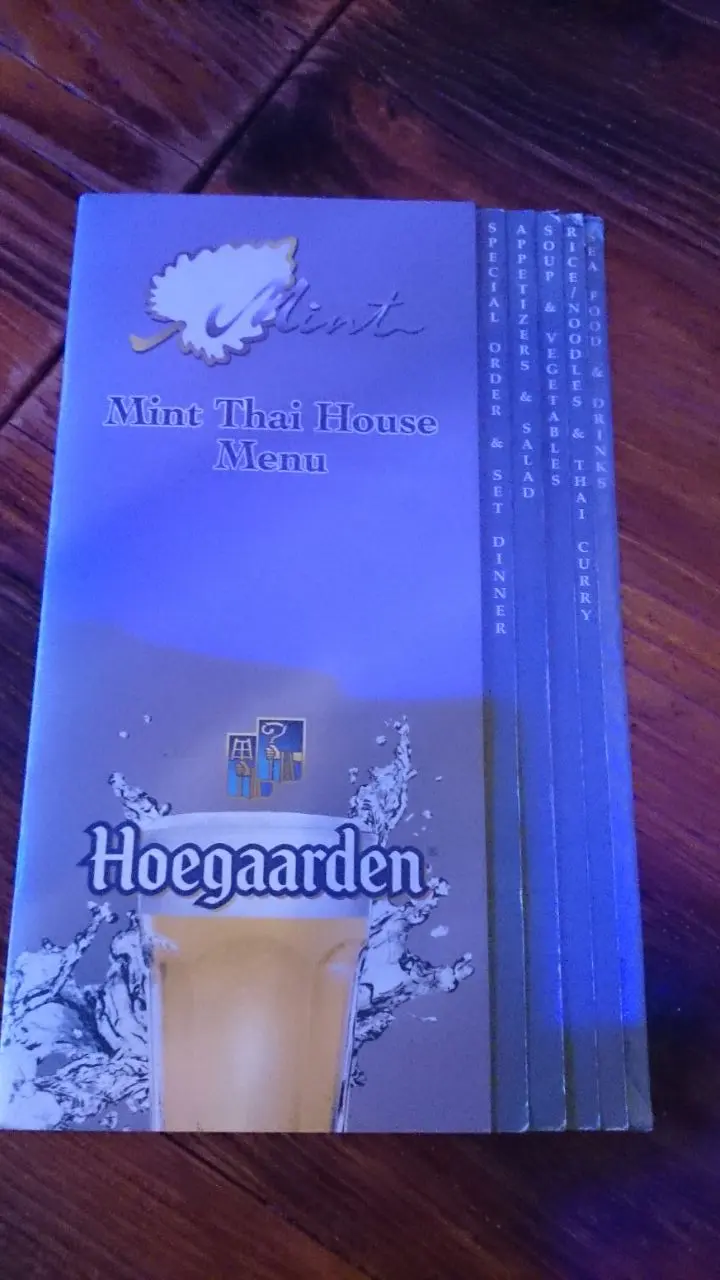 Mint
Mint Thai House
Menu
Hoegaarden
SPECIAL ORDER & SET DINNER
APPETIZERS & SALAD
SOUP & VEGETABLES
RICE/NOODLES & THAI CURRY
SEA FOOD & DRINKS